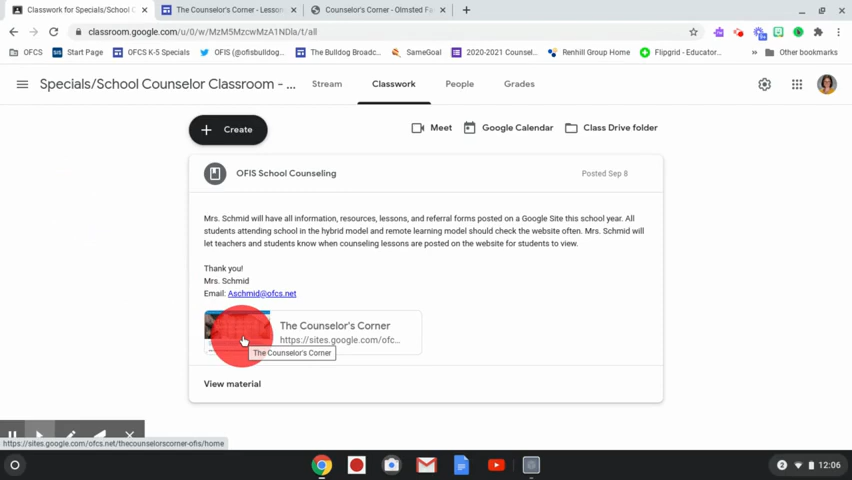 Classwork for Specials/School C
The Counselor's Corner - Lesson
Counselor's Corner - Olmsted Fa
classroom.google.com/u/0/w/MzM5MzcwMzA1NDla/t/all
OFCS
Start Page
OFCS K-5 Specials
OFIS (@ofisbulldog...
The Bulldog Broadc...
SameGoal
2020-2021 Counsel...
Renhill Group Home
Flipgrid - Educator...
Other bookmarks
Specials/School Counselor Classroom - ...
Stream
Classwork
People
Grades
Create
Meet
Google Calendar
Class Drive folder
OFIS School Counseling
Posted Sep 8
Mrs. Schmid will have all information, resources, lessons, and referral forms posted on a Google Site this school year. All
students attending school in the hybrid model and remote learning model should check the website often. Mrs. Schmid will
let teachers and students know when counseling lessons are posted on the website for students to view.
Thank you!
Mrs. Schmid
Email: Aschmid@ofcs.net
The Counselor's Corner
https://sites.google.com/ofc...
The Counselor's Corner
View material
https://sites.google.com/ofcs.net/thecounselorscorner-ofis/home
2
12:06